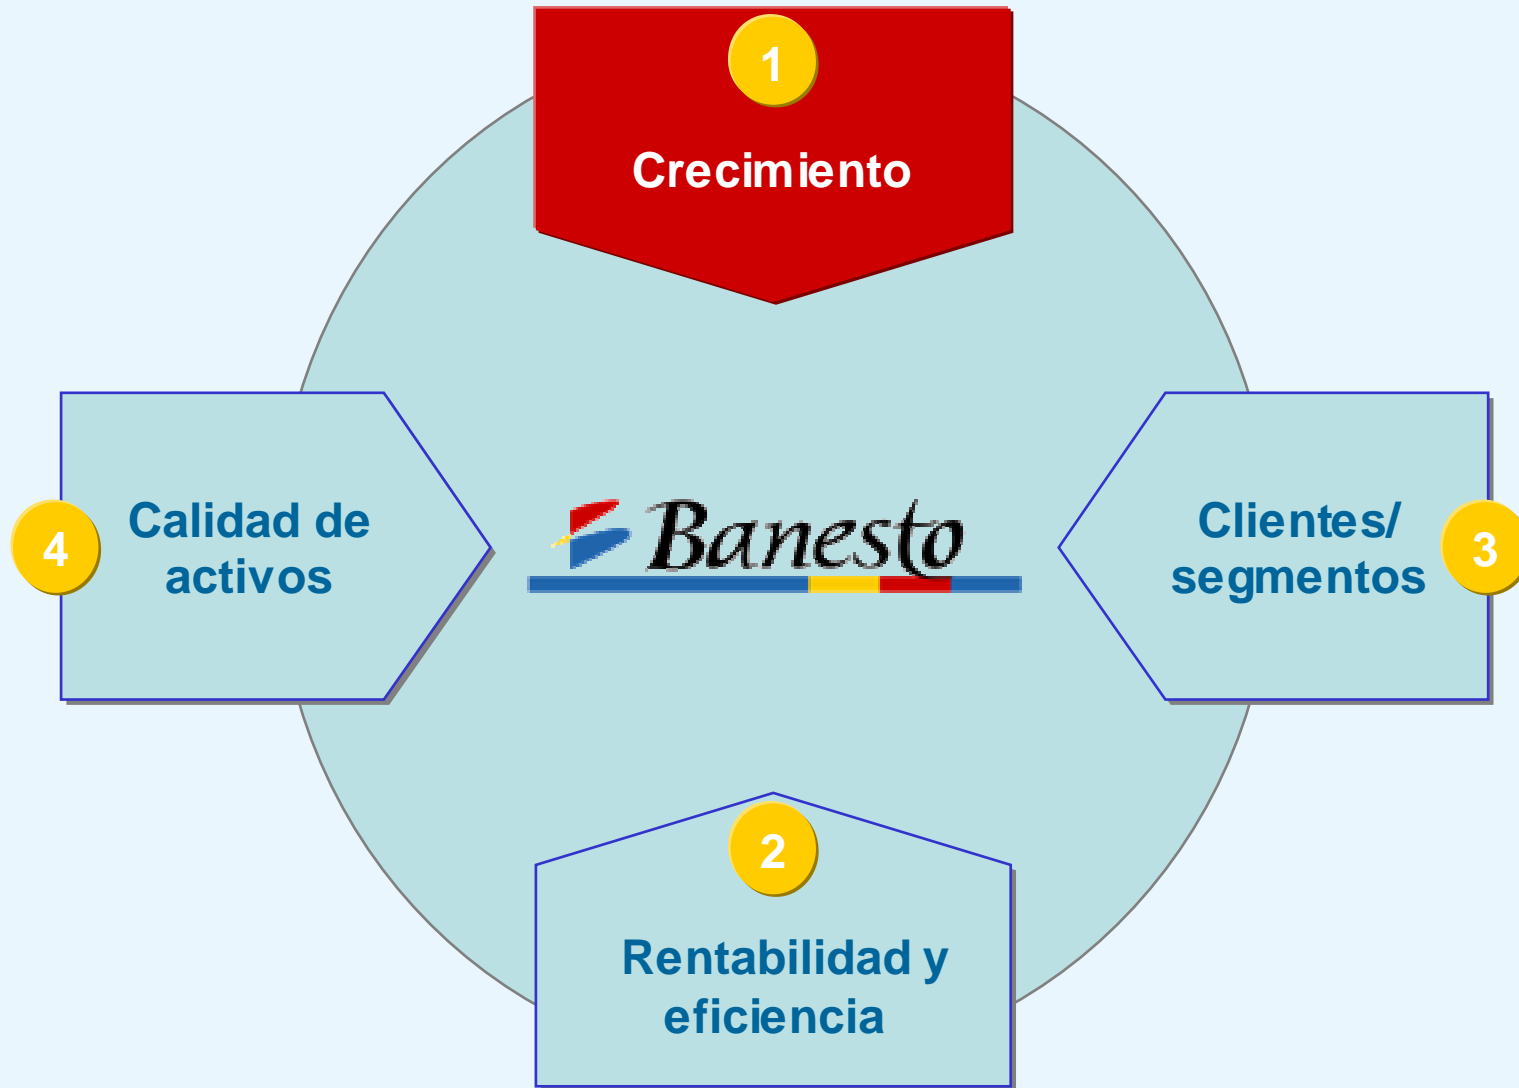 1
Crecimiento
4
Calidad de
activos
Banesto
Clientes/
segmentos
3
2
Rentabilidad y
eficiencia